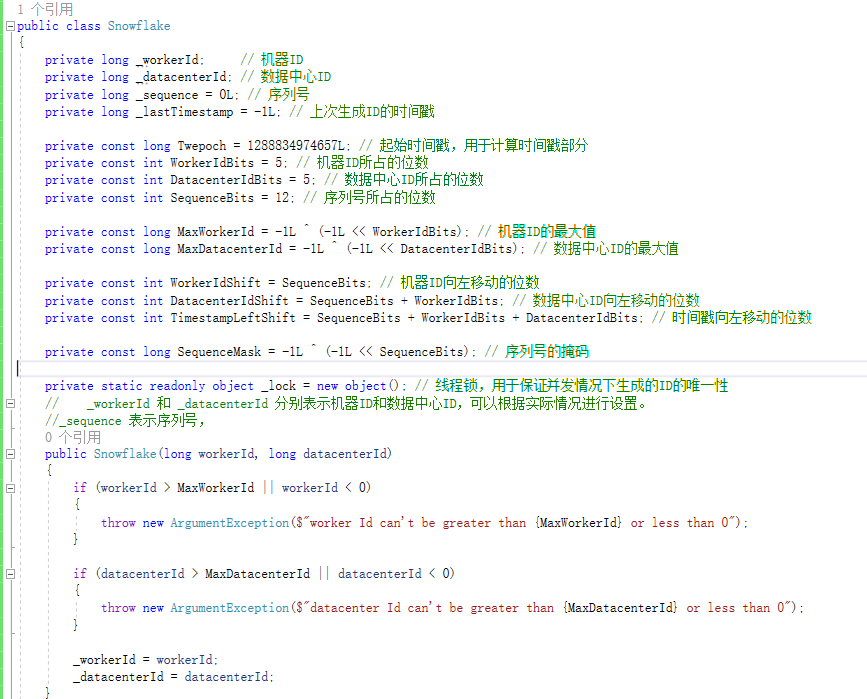 1 个引用
public class Snowflake
{
private long _workerId; // 机器ID
private long _datacenterId; // 数据中心ID
private long _sequence = 0L; // 序列号
private long _lastTimestamp = -1L; // 上次生成ID的时间戳
private const long Twepoch = 1288834974657L; // 起始时间戳，用于计算时间戳部分
private const int WorkerIdBits = 5; // 机器ID所占的位数
private const int DatacenterIdBits = 5; // 数据中心ID所占的位数
private const int SequenceBits = 12; // 序列号所占的位数
private const long MaxWorkerId = -1L ^ (-1L << WorkerIdBits); // 机器ID的最大值
private const long MaxDatacenterId = -1L ^ (-1L << DatacenterIdBits); // 数据中心ID的最大值
private const int WorkerIdShift = SequenceBits; // 机器ID向左移动的位数
private const int DatacenterIdShift = SequenceBits + WorkerIdBits; // 数据中心ID向左移动的位数
private const int TimestampLeftShift = SequenceBits + WorkerIdBits + DatacenterIdBits; // 时间戳向左移动的位数
private const long SequenceMask = -1L ^ (-1L << SequenceBits); // 序列号的掩码
private static readonly object _lock = new object(); // 线程锁，用于保证并发情况下生成的ID的唯一性
// _workerId 和 _datacenterId 分别表示机器ID和数据中心ID，可以根据实际情况进行设置。
//_sequence 表示序列号，
0 个引用
public Snowflake(long workerId, long datacenterId)
{
if (workerId > MaxWorkerId || workerId < 0)
{
throw new ArgumentException($"worker Id can't be greater than {MaxWorkerId} or less than 0");
}
if (datacenterId > MaxDatacenterId || datacenterId < 0)
{
throw new ArgumentException($"datacenter Id can't be greater than {MaxDatacenterId} or less than 0");
}
_workerId = workerId;
_datacenterId = datacenterId;
}